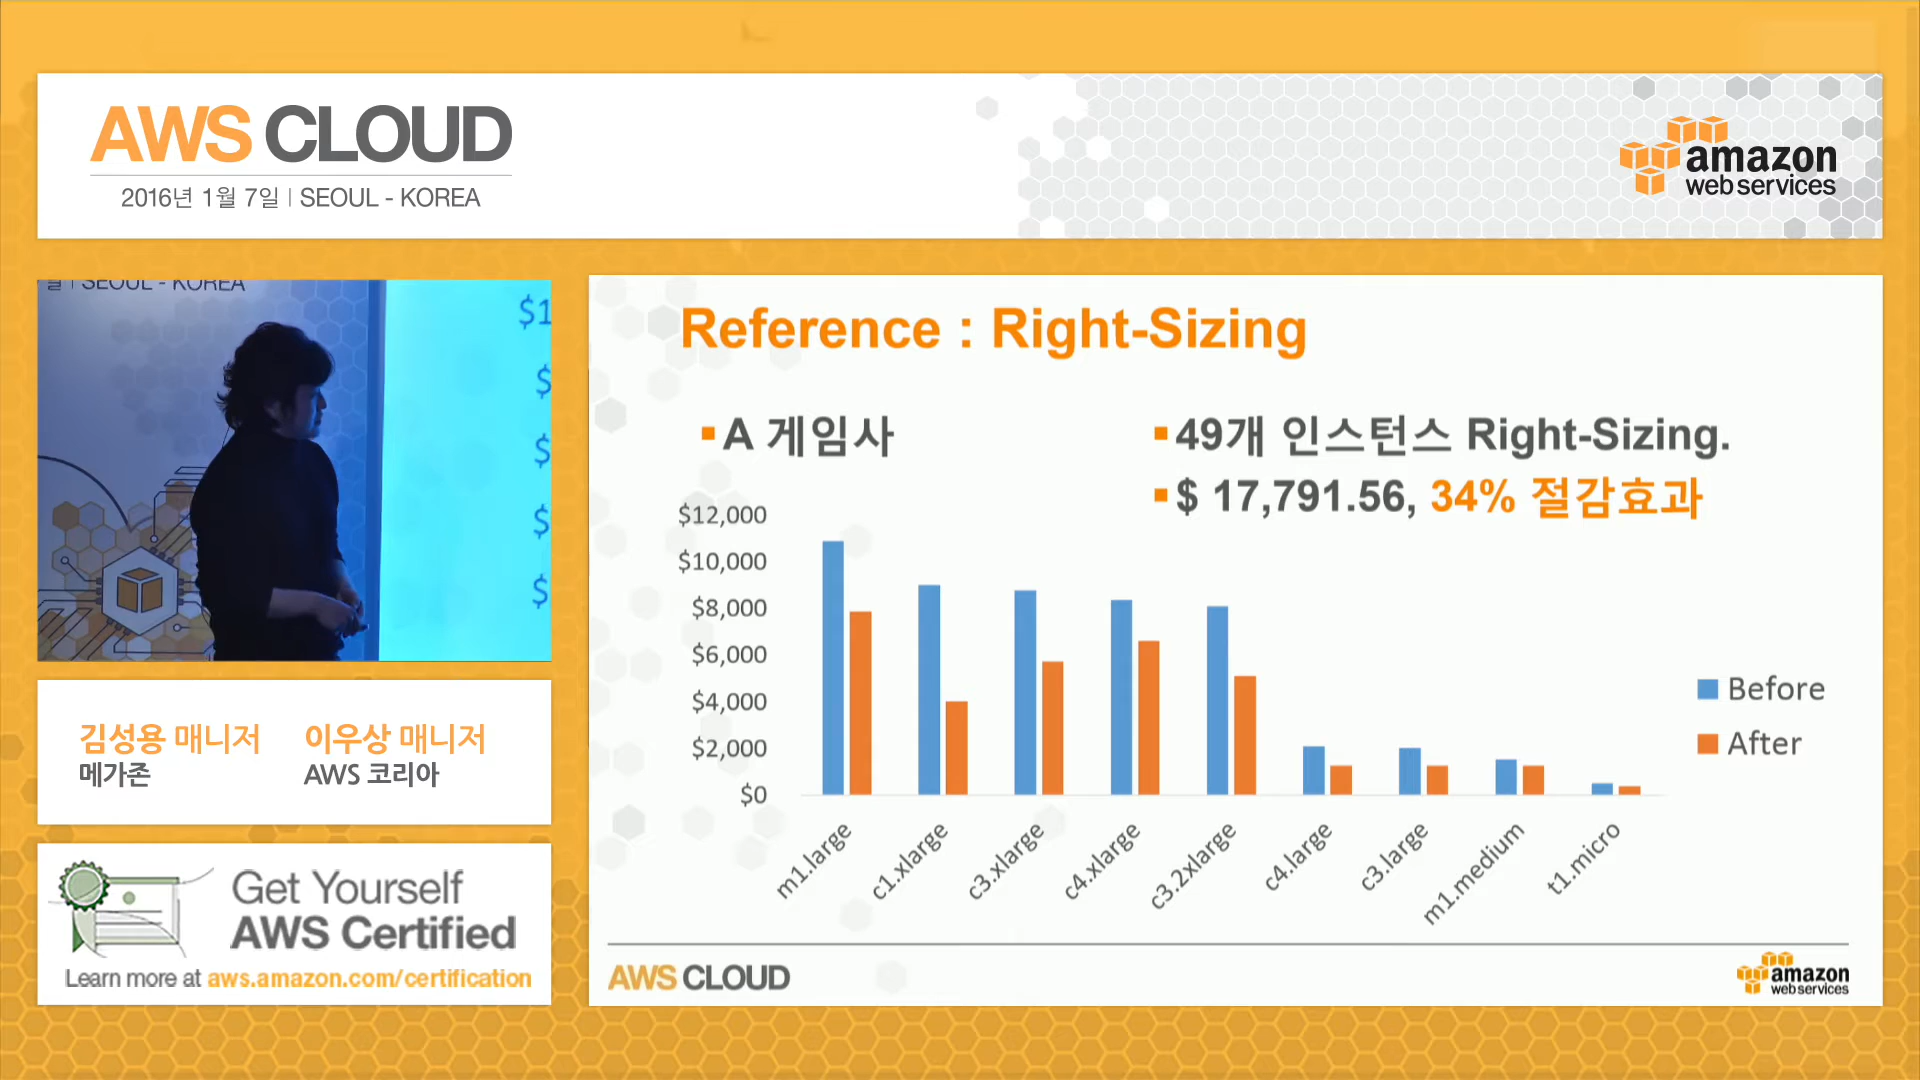 AWS CLOUD
2016년 1월 7일 | SEOUL - KOREA
amazon
web services
월 | SEOUL - KOREA
$1
$
$
$
$
김성용 매니저
메가존
이우상 매니저
AWS 코리아
Get Yourself
AWS Certified
Learn more at aws.amazon.com/certification
Reference : Right-Sizing
▪A 게임사
▪49개 인스턴스 Right-Sizing.
▪$ 17,791.56, 34% 절감효과
$12,000
$10,000
$8,000
$6,000
$4,000
$2,000
$0
m1.large
c1.xlarge
c3.xlarge
c4.xlarge
c3.2xlarge
c4.large
c3.large
m1.medium
t1.micro
Before
After
AWS CLOUD
amazon
web services